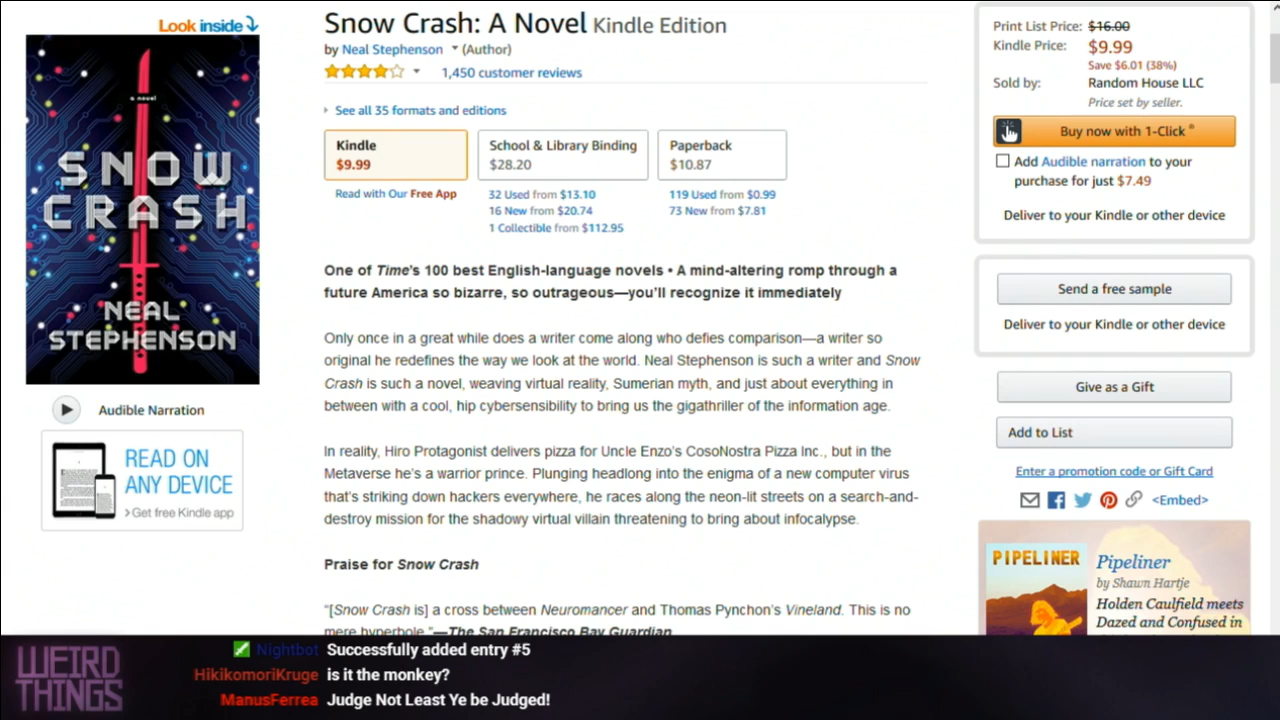 Look inside
a novel
SNOW
CRASH
NEAL
STEPHENSON
Audible Narration
READ ON
ANY DEVICE
› Get free Kindle app
Snow Crash: A Novel Kindle Edition
by Neal Stephenson (Author)
1,450 customer reviews
See all 35 formats and editions
Kindle
$9.99
Read with Our Free App
School & Library Binding
$28.20
32 Used from $13.10
16 New from $20.74
1 Collectible from $112.95
Paperback
$10.87
119 Used from $0.99
73 New from $7.81
One of Time's 100 best English-language novels • A mind-altering romp through a
future America so bizarre, so outrageous—you'll recognize it immediately
Only once in a great while does a writer come along who defies comparison—a writer so
original he redefines the way we look at the world. Neal Stephenson is such a writer and Snow
Crash is such a novel, weaving virtual reality, Sumerian myth, and just about everything in
between with a cool, hip cybersensibility to bring us the gigathriller of the information age.
In reality, Hiro Protagonist delivers pizza for Uncle Enzo's CosoNostra Pizza Inc., but in the
Metaverse he's a warrior prince. Plunging headlong into the enigma of a new computer virus
that's striking down hackers everywhere, he races along the neon-lit streets on a search-and-
destroy mission for the shadowy virtual villain threatening to bring about infocalypse.
Praise for Snow Crash
"[Snow Crash is] a cross between Neuromancer and Thomas Pynchon's Vineland. This is no
mere hyperbole."—The San Francisco Bay Guardian
Print List Price: $16.00
Kindle Price: $9.99
Save $6.01 (38%)
Sold by: Random House LLC
Price set by seller.
Buy now with 1-Click ®
Add Audible narration to your
purchase for just $7.49
Deliver to your Kindle or other device
Send a free sample
Deliver to your Kindle or other device
Give as a Gift
Add to List
Enter a promotion code or Gift Card
<Embed>
PIPELINER
Pipeliner
by Shawn Hartje
Holden Caulfield meets
Dazed and Confused in
WEIRD
THINGS
Nightbot Successfully added entry #5
HikikomoriKruge is it the monkey?
ManusFerrea Judge Not Least Ye be Judged!